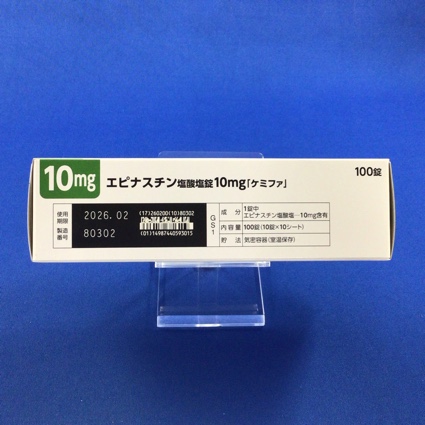 10mg エピナスチン塩酸塩錠10mg「ケミファ」 100錠
使用期限 2026.02
製造番号 80302
(17)260200(10)80302
(01)14987440593015
GS1
成分 1錠中 エピナスチン塩酸塩…10mg含有
内容量 100錠(10錠×10シート)
貯法 気密容器(室温保存)